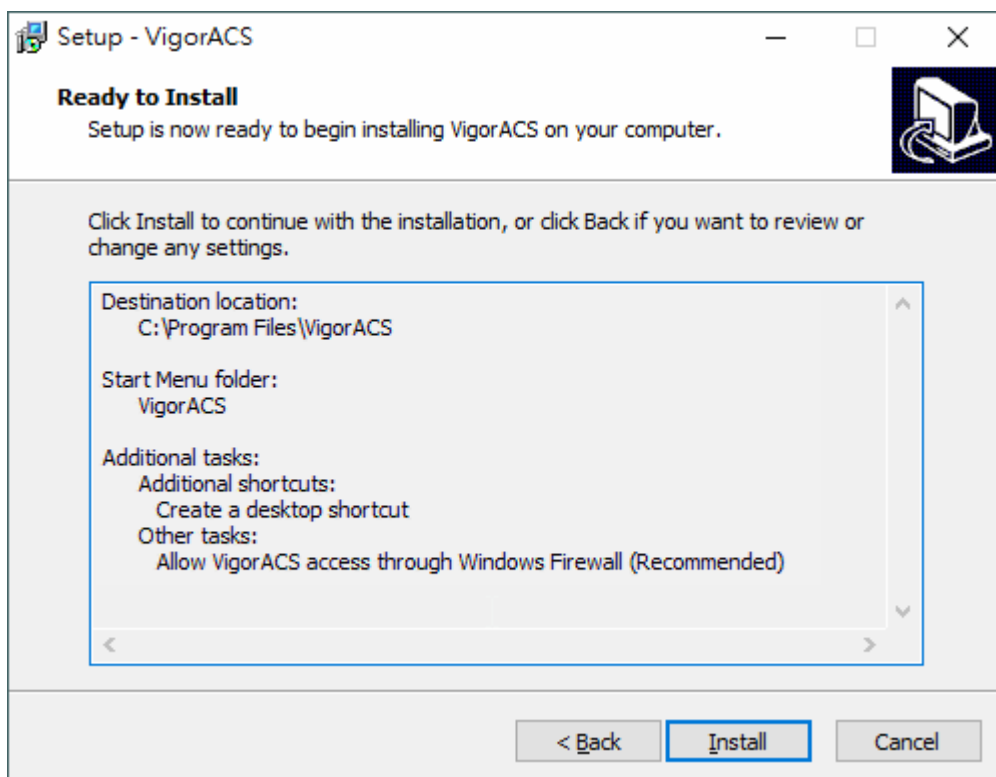 Setup - VigorACS
Ready to Install
Setup is now ready to begin installing VigorACS on your computer.
Click Install to continue with the installation, or click Back if you want to review or
change any settings.
Destination location:
C:\Program Files\VigorACS
Start Menu folder:
VigorACS
Additional tasks:
Additional shortcuts:
Create a desktop shortcut
Other tasks:
Allow VigorACS access through Windows Firewall (Recommended)
< Back
Install
Cancel